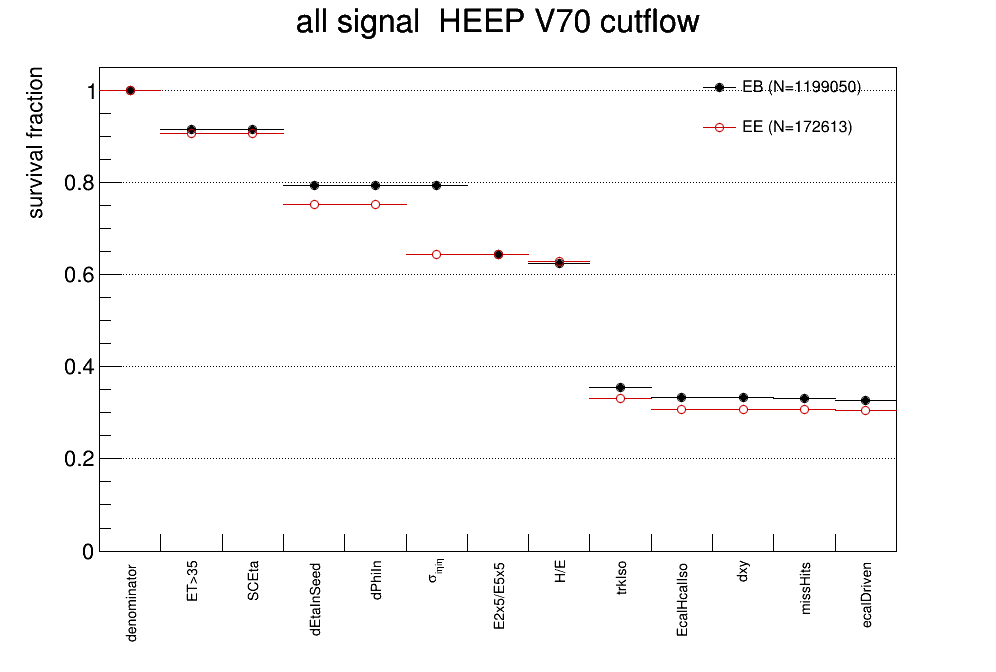 all signal  HEEP V70 cutflow
survival fraction
1
0.8
0.6
0.4
0.2
0
EB (N=1199050)
EE (N=172613)
denominator
ET>35
SCEta
dEtaInSeed
dPhiIn
σiηiη
E2x5/E5x5
H/E
trkIso
EcalHcalIso
dxy
missHits
ecalDriven